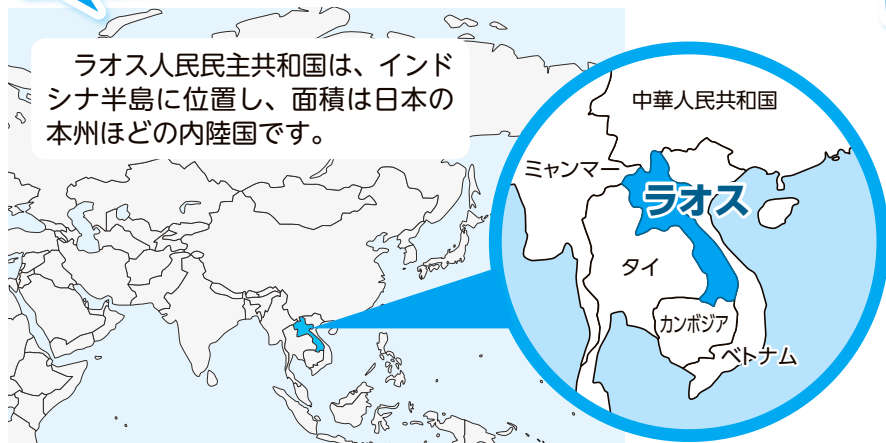 ラオス人民民主共和国は、インド
シナ半島に位置し、面積は日本の
本州ほどの内陸国です。
中華人民共和国
ミャンマー
ラオス
タイ
カンボジア
ベトナム